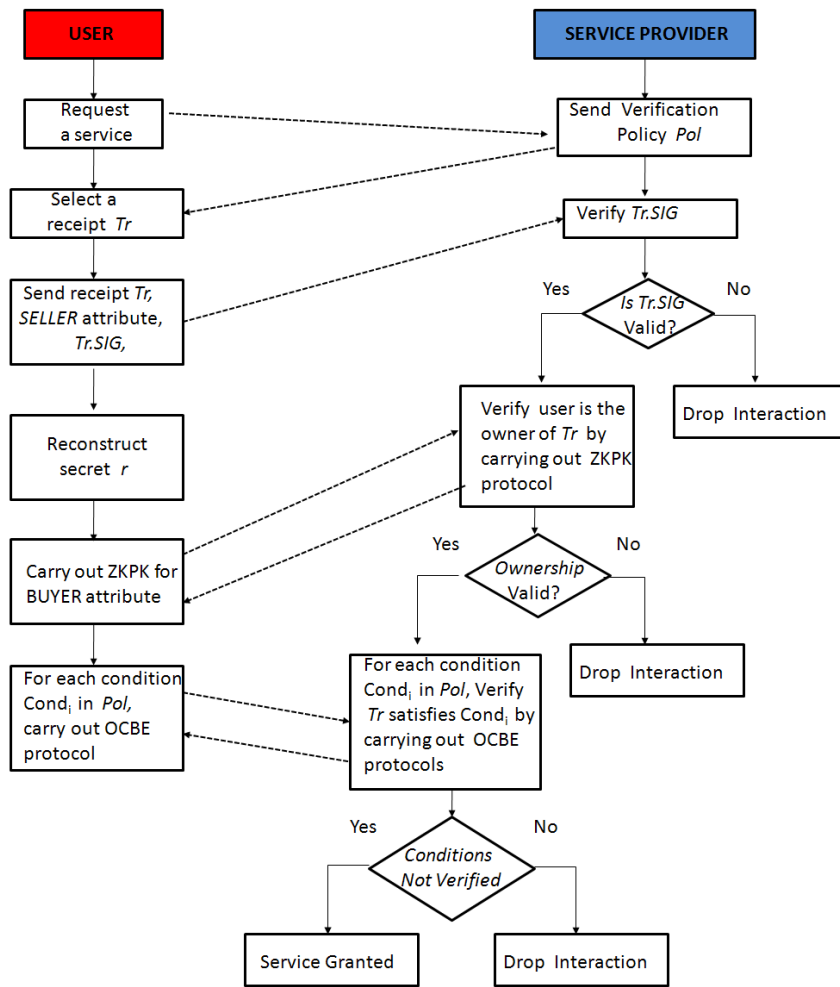 USER
SERVICE PROVIDER
Request
a service
Send Verification
Policy Pol
Select a
receipt Tr
Verify Tr.SIG
Send receipt Tr,
SELLER attribute,
Tr.SIG,
Yes
Is Tr.SIG
Valid?
No
Drop Interaction
Reconstruct
secret r
Verify user is the
owner of Tr by
carrying out ZKPK
protocol
Carry out ZKPK for
BUYER attribute
Yes
Ownership
Valid?
No
Drop Interaction
For each condition
Condi in Pol,
carry out OCBE
protocol
For each condition
Condi in Pol, Verify
Tr satisfies Condi by
carrying out OCBE
protocols
Yes
Conditions
Not Verified
No
Service Granted
Drop Interaction